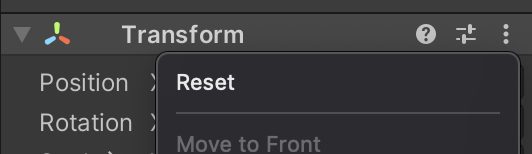 Transform
Position X
Reset
Rotation X
Move to Front